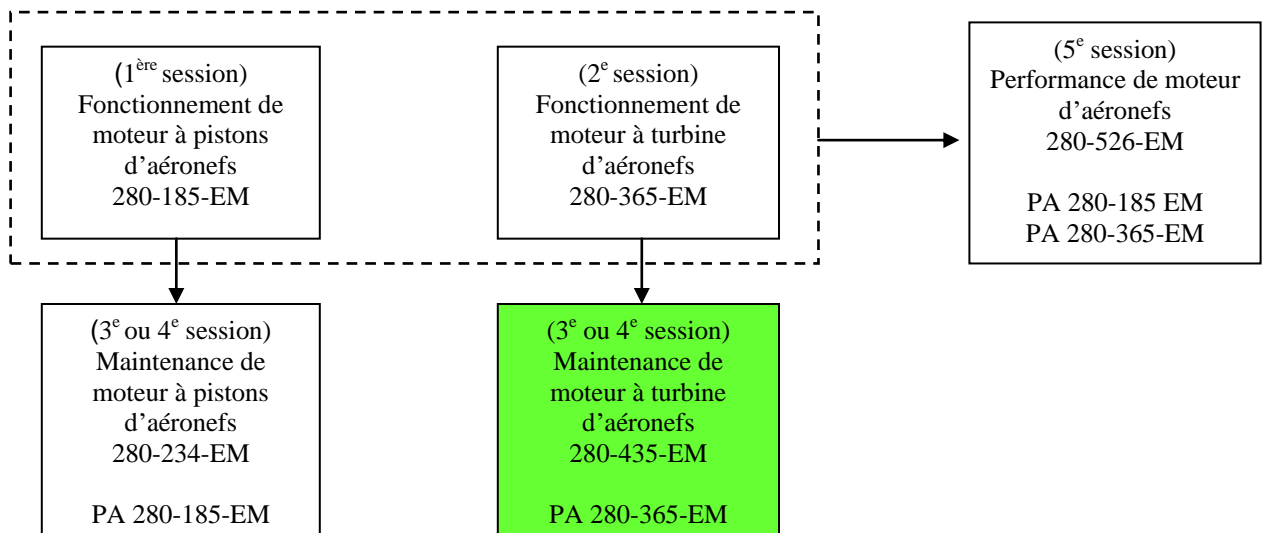 (1ère session)
Fonctionnement de
moteur à pistons
d’aéronefs
280-185-EM
(2e session)
Fonctionnement de
moteur à turbine
d’aéronefs
280-365-EM
(5e session)
Performance de moteur
d’aéronefs
280-526-EM
PA 280-185 EM
PA 280-365-EM
(3e ou 4e session)
Maintenance de
moteur à pistons
d’aéronefs
280-234-EM
PA 280-185-EM
(3e ou 4e session)
Maintenance de
moteur à turbine
d’aéronefs
280-435-EM
PA 280-365-EM